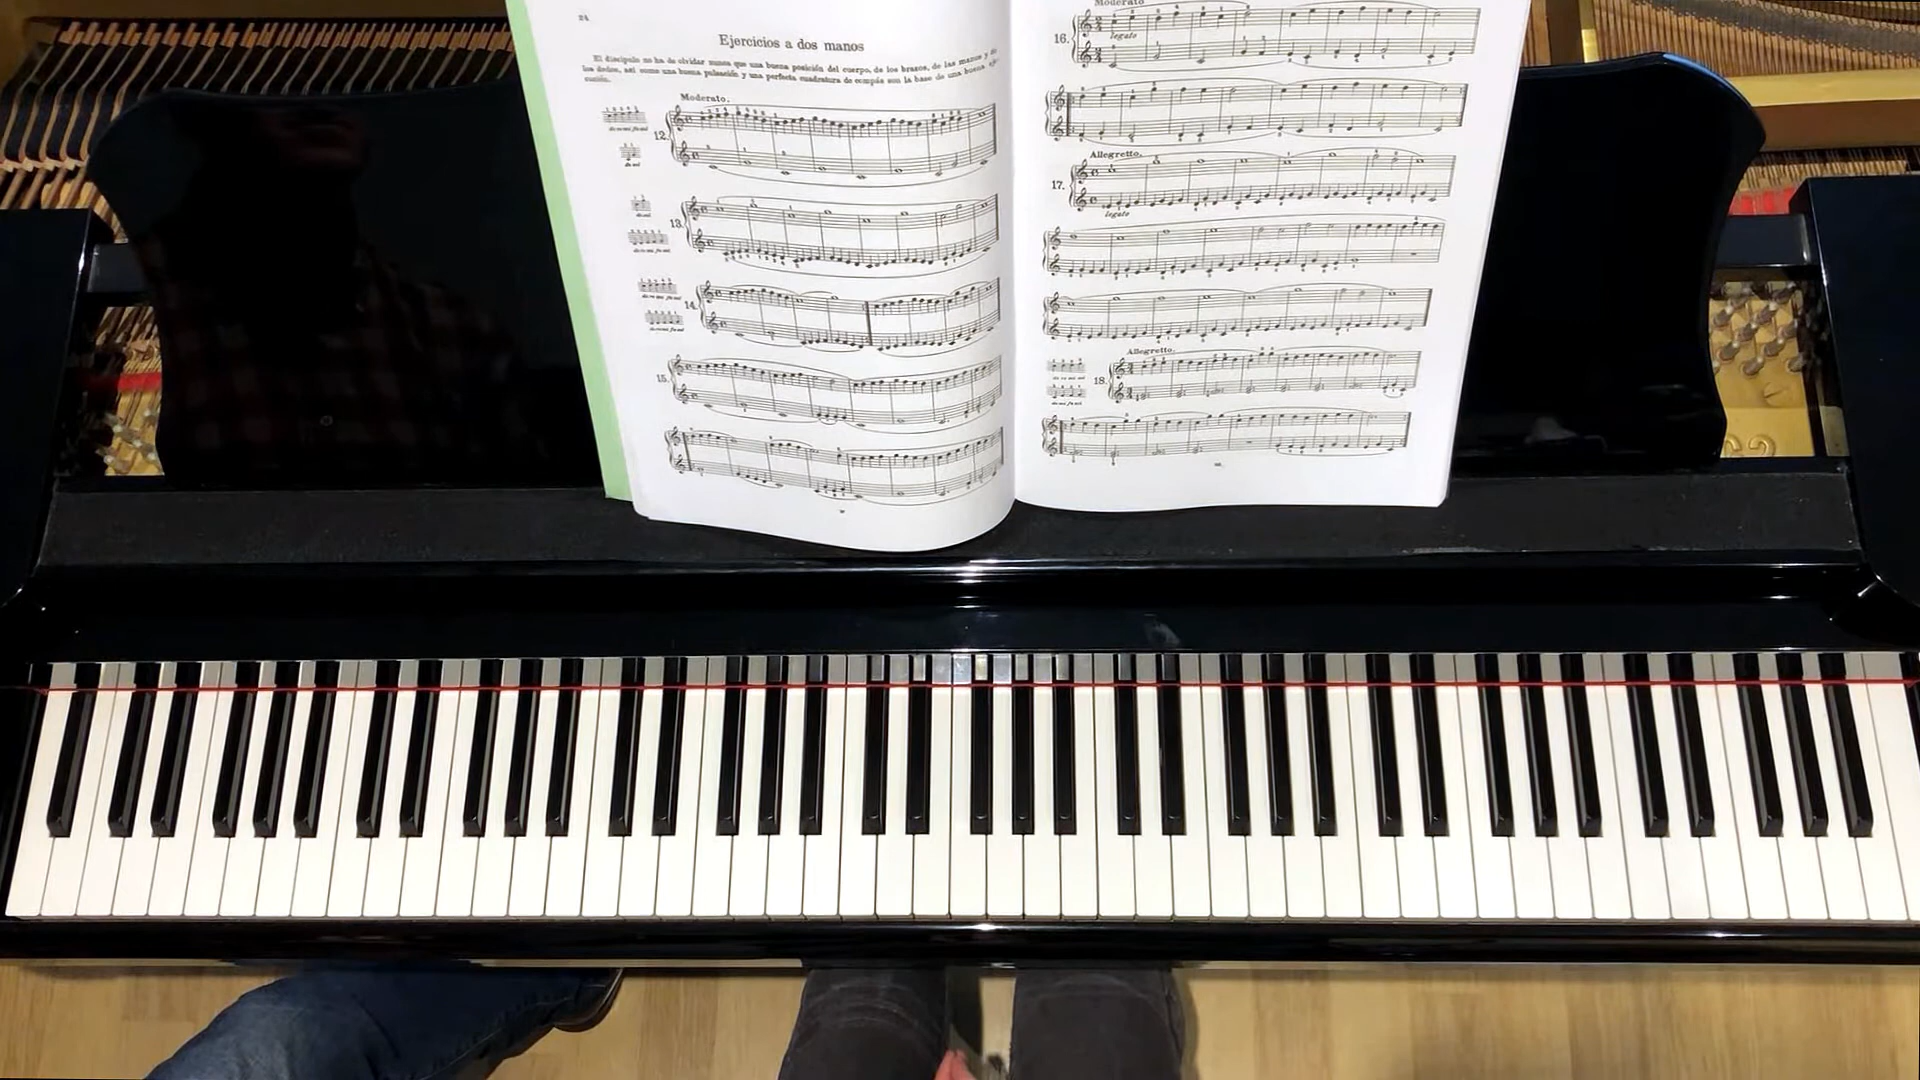 24
Ejercicios a dos manos
El discípulo no ha de olvidar nunca que una buena posición del cuerpo, de los brazos, de las manos y de
los dedos, así como una buena pulsación y una perfecta cuadratura de compás son la base de una buena eje-
cución.
Moderato.
12.
13.
14.
15.
Moderato
16.
legato
Allegretto.
17.
legato
Allegretto.
18.